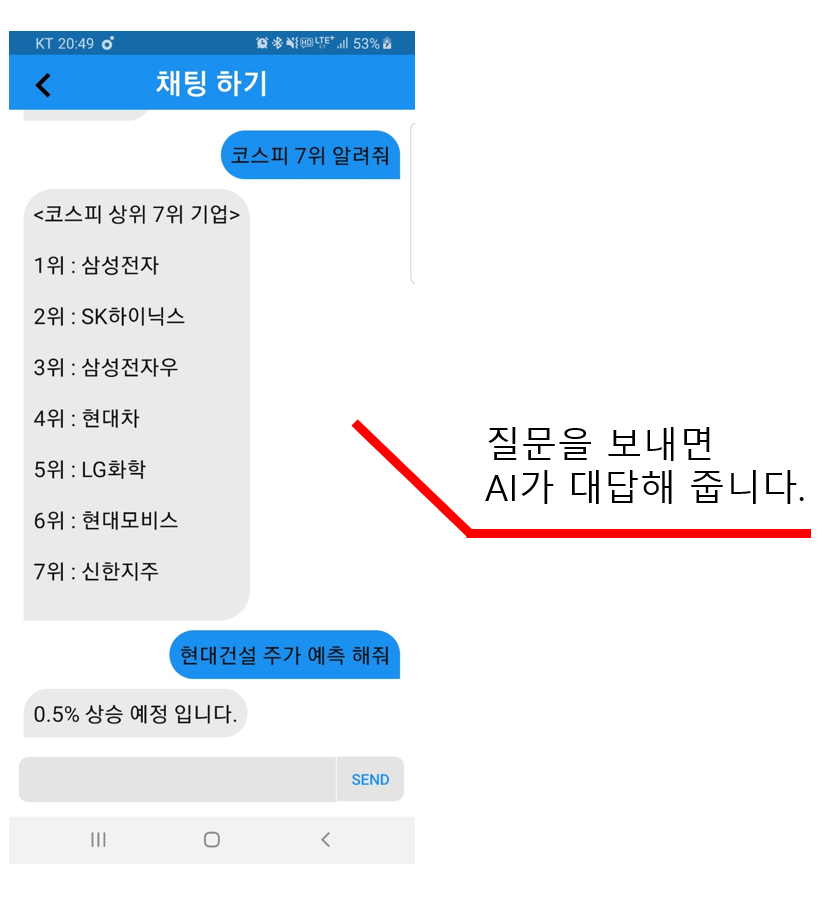 KT 20:49 HD LTE+ 53%
채팅 하기
코스피 7위 알려줘
<코스피 상위 7위 기업>
1위 : 삼성전자
2위 : SK하이닉스
3위 : 삼성전자우
4위 : 현대차
5위 : LG화학
6위 : 현대모비스
7위 : 신한지주
현대건설 주가 예측 해줘
0.5% 상승 예정 입니다.
SEND
질문을 보내면
AI가 대답해 줍니다.